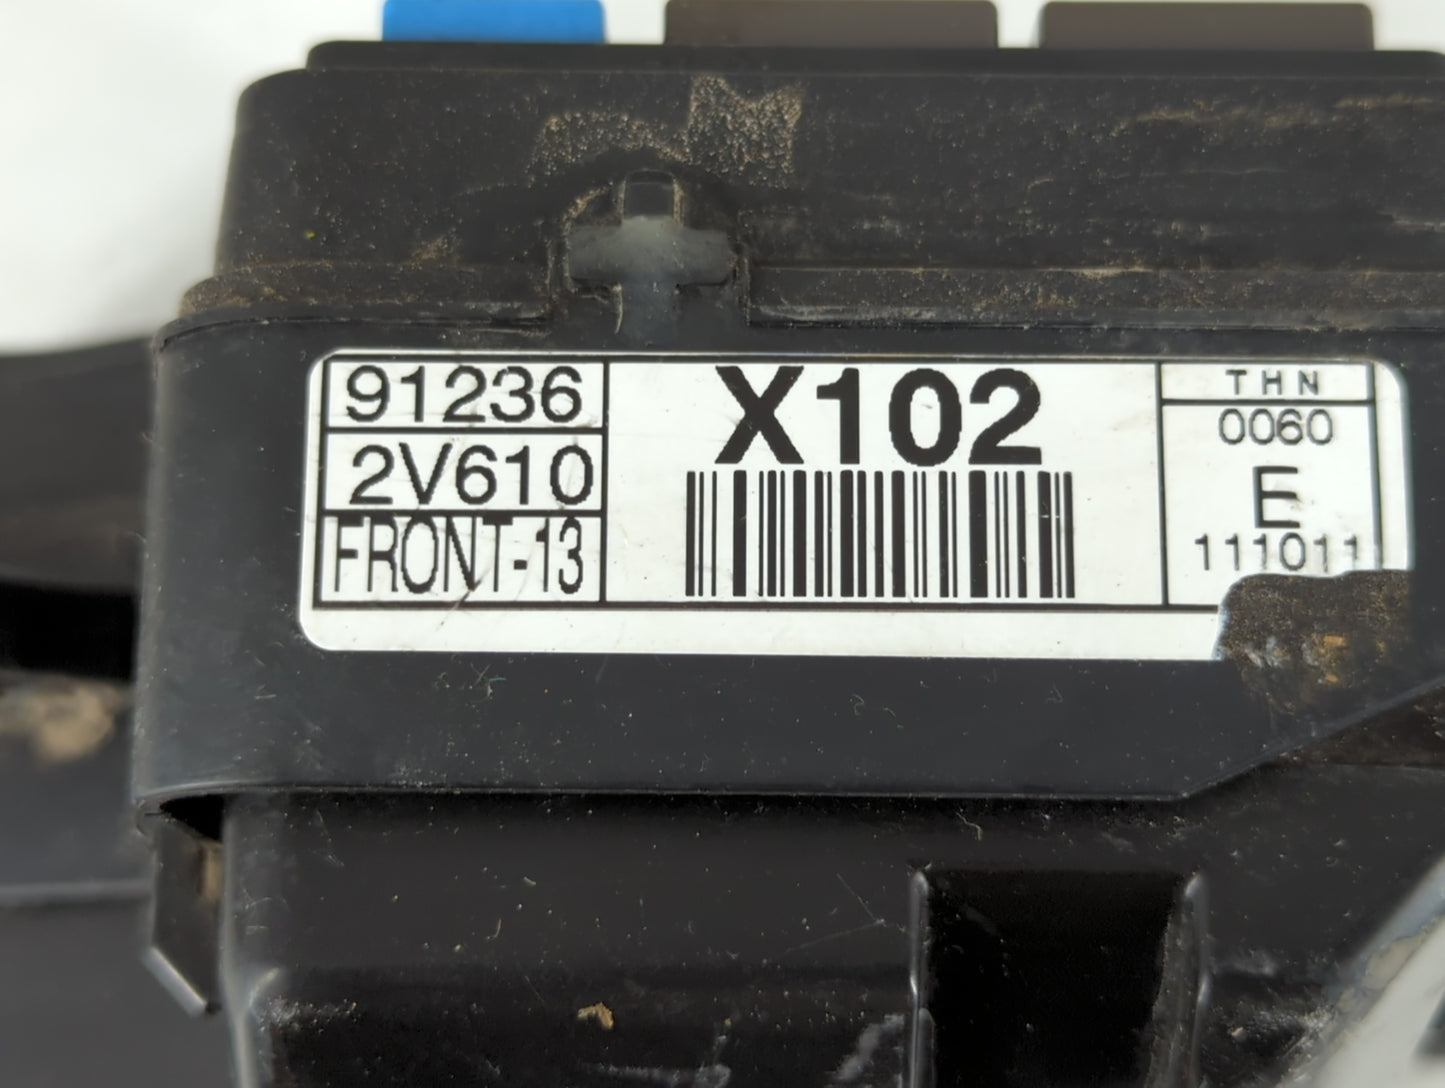 91236
2V610
FRONT-13
X102
THN
0060
E
111011